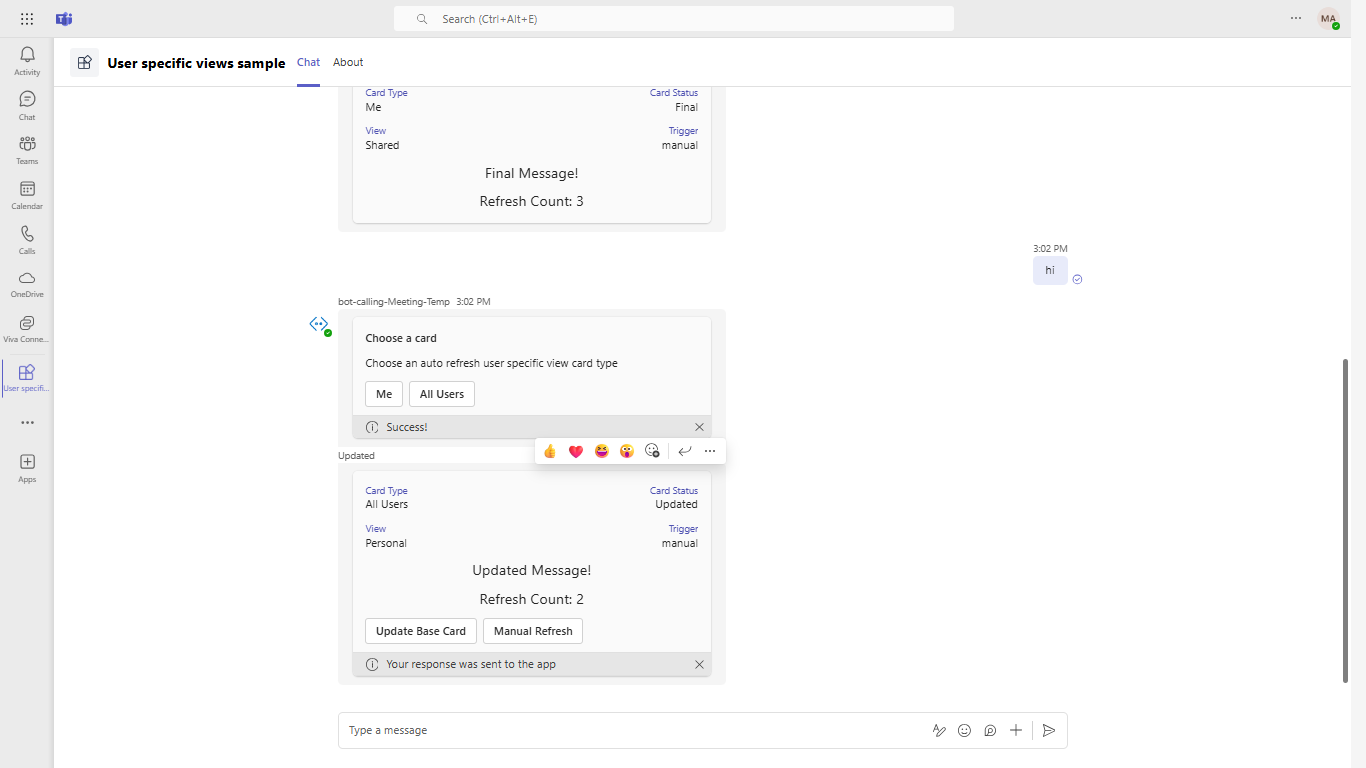 Search (Ctrl+Alt+E)
MA
Activity
Chat
Teams
Calendar
Calls
OneDrive
Viva Conne...
User specifi...
Apps
User specific views sample Chat About
Card Type Card Status
Me Final
View Trigger
Shared manual
Final Message!
Refresh Count: 3
3:02 PM
hi
bot-calling-Meeting-Temp 3:02 PM
Choose a card
Choose an auto refresh user specific view card type
Me All Users
Success!
Updated
Card Type Card Status
All Users Updated
View Trigger
Personal manual
Updated Message!
Refresh Count: 2
Update Base Card Manual Refresh
Your response was sent to the app
Type a message